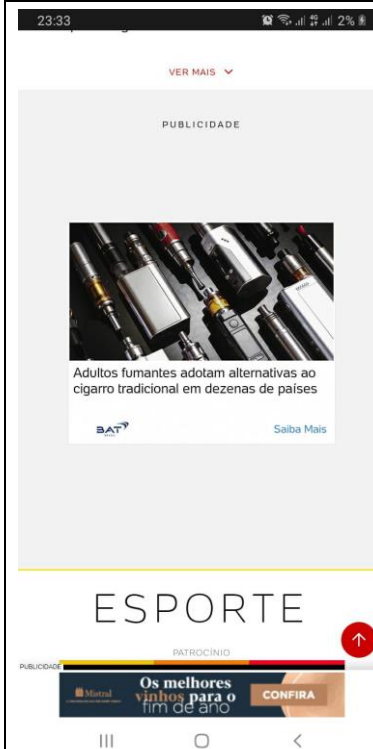 23:33
2%
VER MAIS
PUBLICIDADE
Adultos fumantes adotam alternativas ao
cigarro tradicional em dezenas de países
BAT
BRASIL
Saiba Mais
ESPORTE
PATROCÍNIO
PUBLICIDADE
Mistral
Os melhores
vinhos para o
fim de ano
CONFIRA